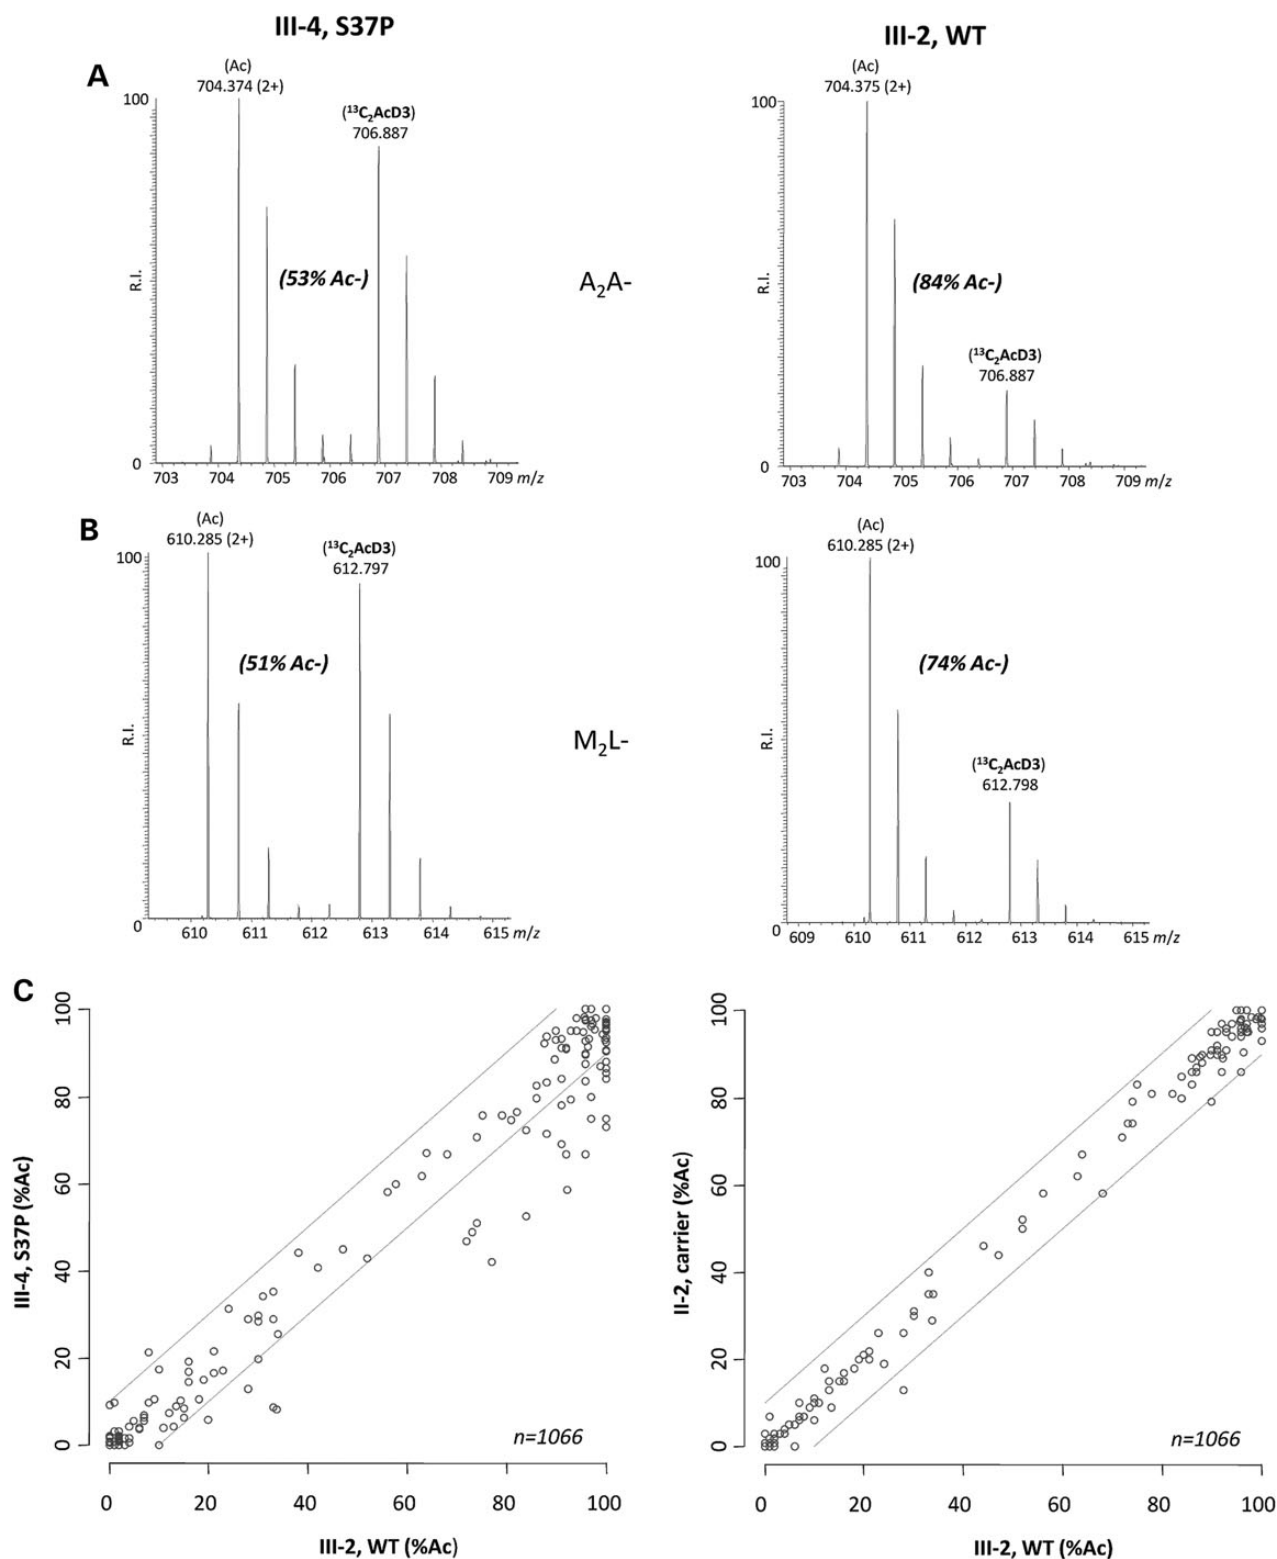 III-4, S37P
III-2, WT
A
(Ac)
704.374 (2+)
(¹³C₂AcD3)
706.887
(53% Ac-)
100
R.I.
0
703 704 705 706 707 708 709 m/z
A₂A-
(Ac)
704.375 (2+)
(84% Ac-)
(¹³C₂AcD3)
706.887
100
R.I.
0
703 704 705 706 707 708 709 m/z
B
(Ac)
610.285 (2+)
(¹³C₂AcD3)
612.797
(51% Ac-)
100
R.I.
0
610 611 612 613 614 615 m/z
M₂L-
(Ac)
610.285 (2+)
(74% Ac-)
(¹³C₂AcD3)
612.798
100
R.I.
0
609 610 611 612 613 614 615 m/z
C
III-4, S37P (%Ac)
100
80
60
40
20
0
n=1066
0 20 40 60 80 100
III-2, WT (%Ac)
II-2, carrier (%Ac)
100
80
60
40
20
0
n=1066
0 20 40 60 80 100
III-2, WT (%Ac)